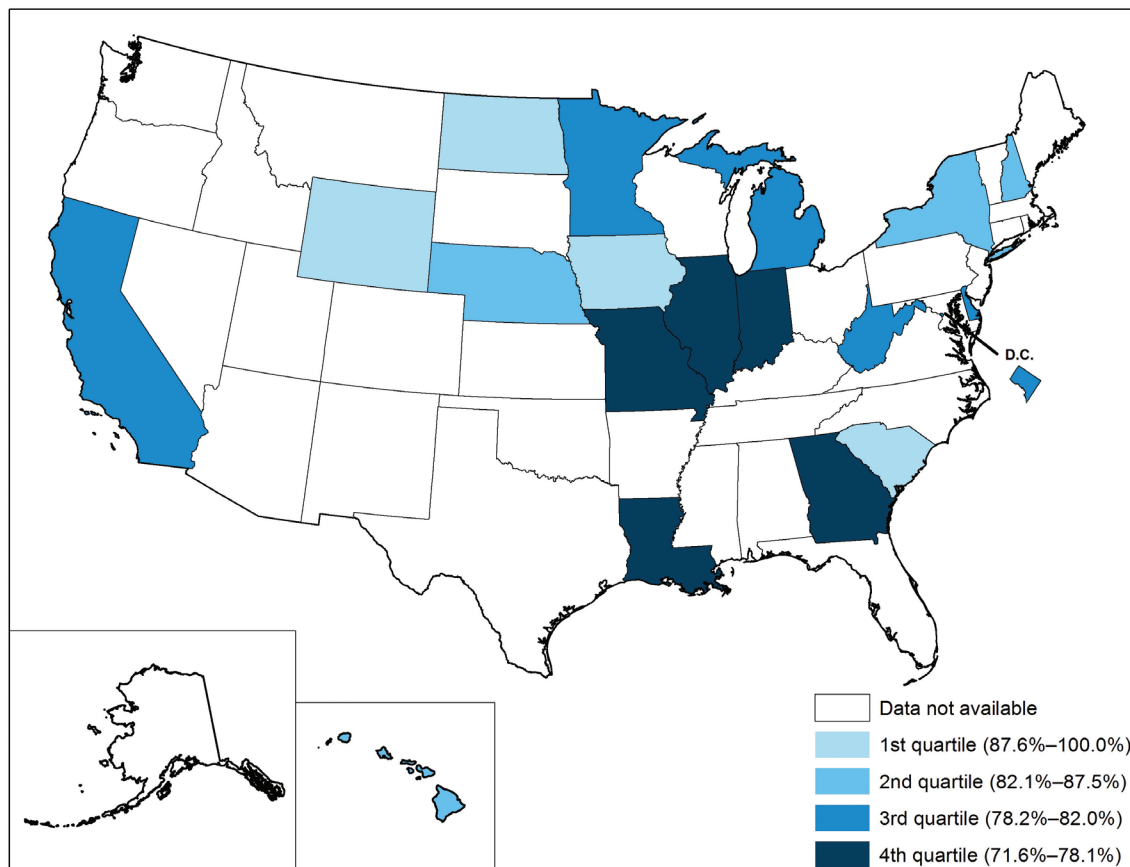 D.C.
Data not available
1st quartile (87.6%–100.0%)
2nd quartile (82.1%–87.5%)
3rd quartile (78.2%–82.0%)
4th quartile (71.6%–78.1%)